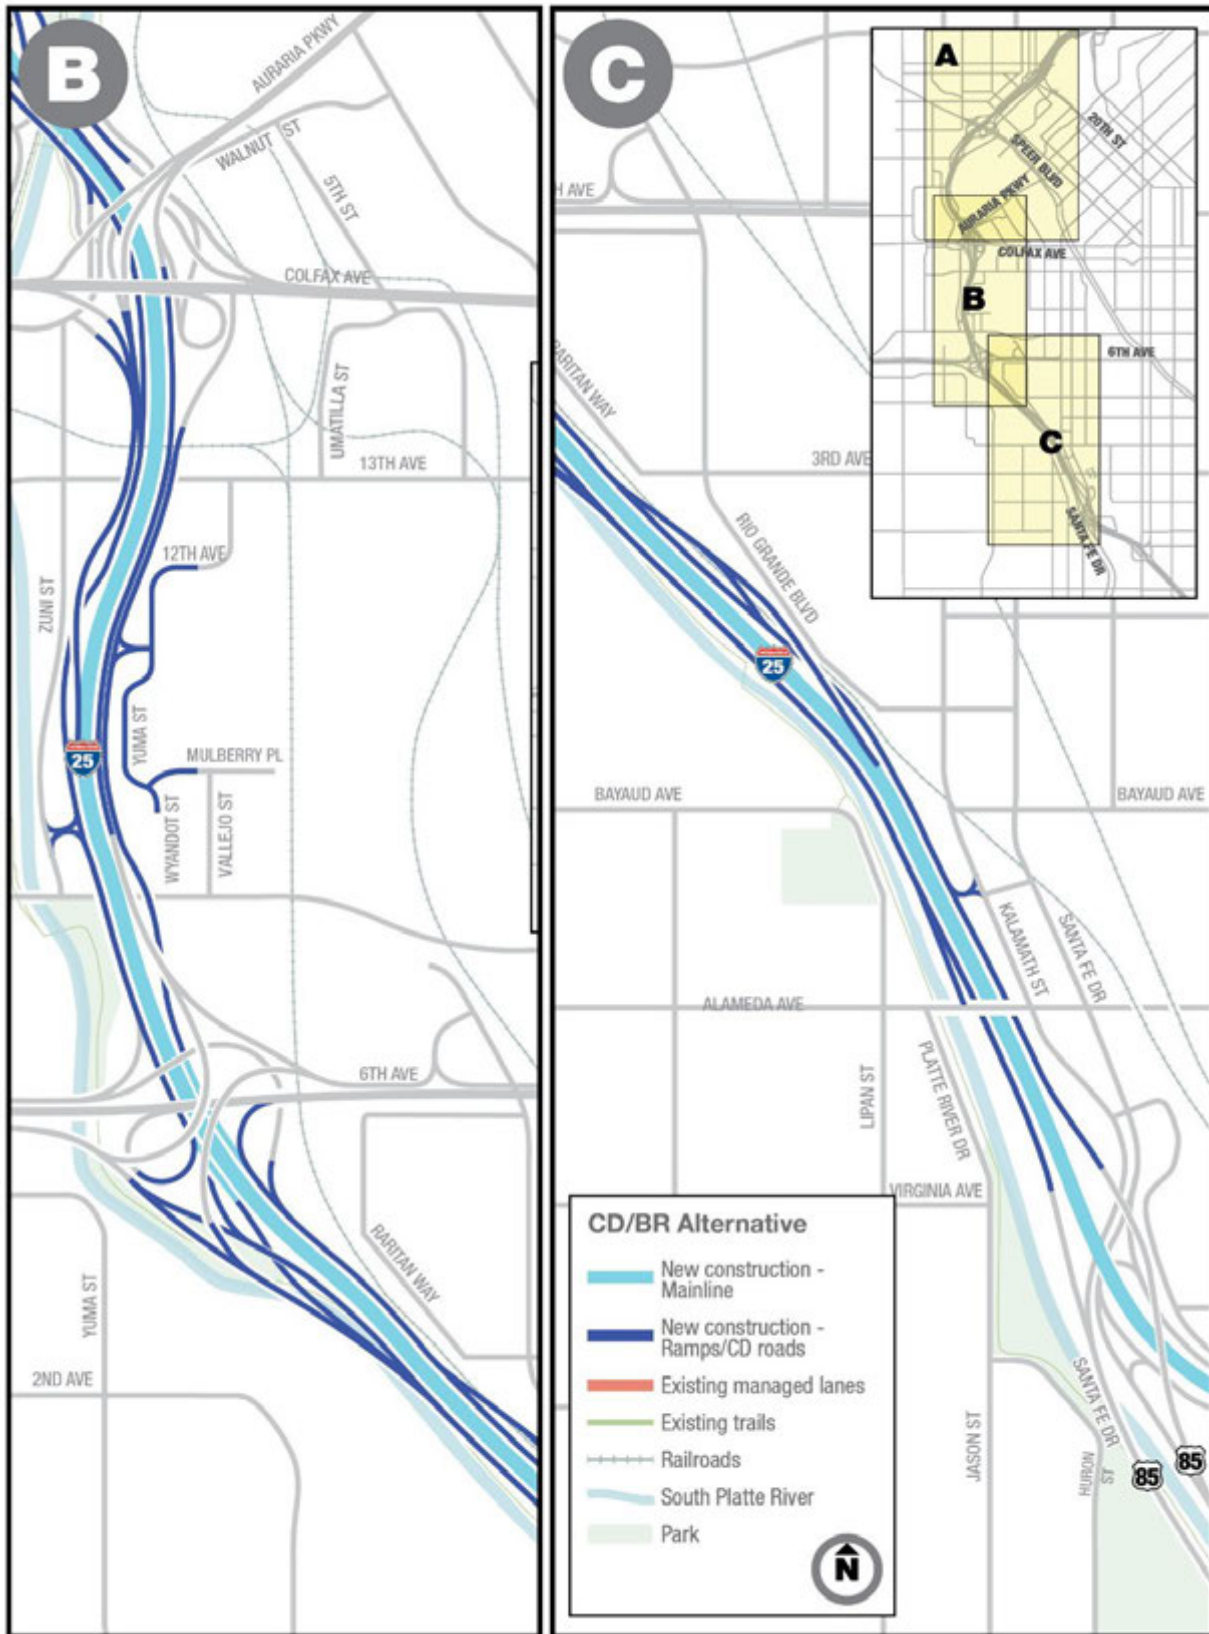 B
AURARIA PKWY
WALNUT ST
5TH ST
COLFAX AVE
UMATILLA ST
13TH AVE
12TH AVE
ZUNI ST
YUMA ST
25
MULBERRY PL
WYANDOT ST
VALLEJO ST
6TH AVE
RARITAN WAY
YUMA ST
2ND AVE
C
H AVE
RARITAN WAY
3RD AVE
RIO GRANDE BLVD
25
BAYAUD AVE
BAYAUD AVE
KALAMATH ST
SANTA FE DR
ALAMEDA AVE
PLATTE RIVER DR
LIPAN ST
VIRGINIA AVE
JASON ST
SANTA FE DR
HURON
ST
85
85
A
20TH ST
SPEER BLVD
AURARIA PKWY
COLFAX AVE
B
6TH AVE
C
SANTA FE DR
CD/BR Alternative
New construction -
Mainline
New construction -
Ramps/CD roads
Existing managed lanes
Existing trails
Railroads
South Platte River
Park
N